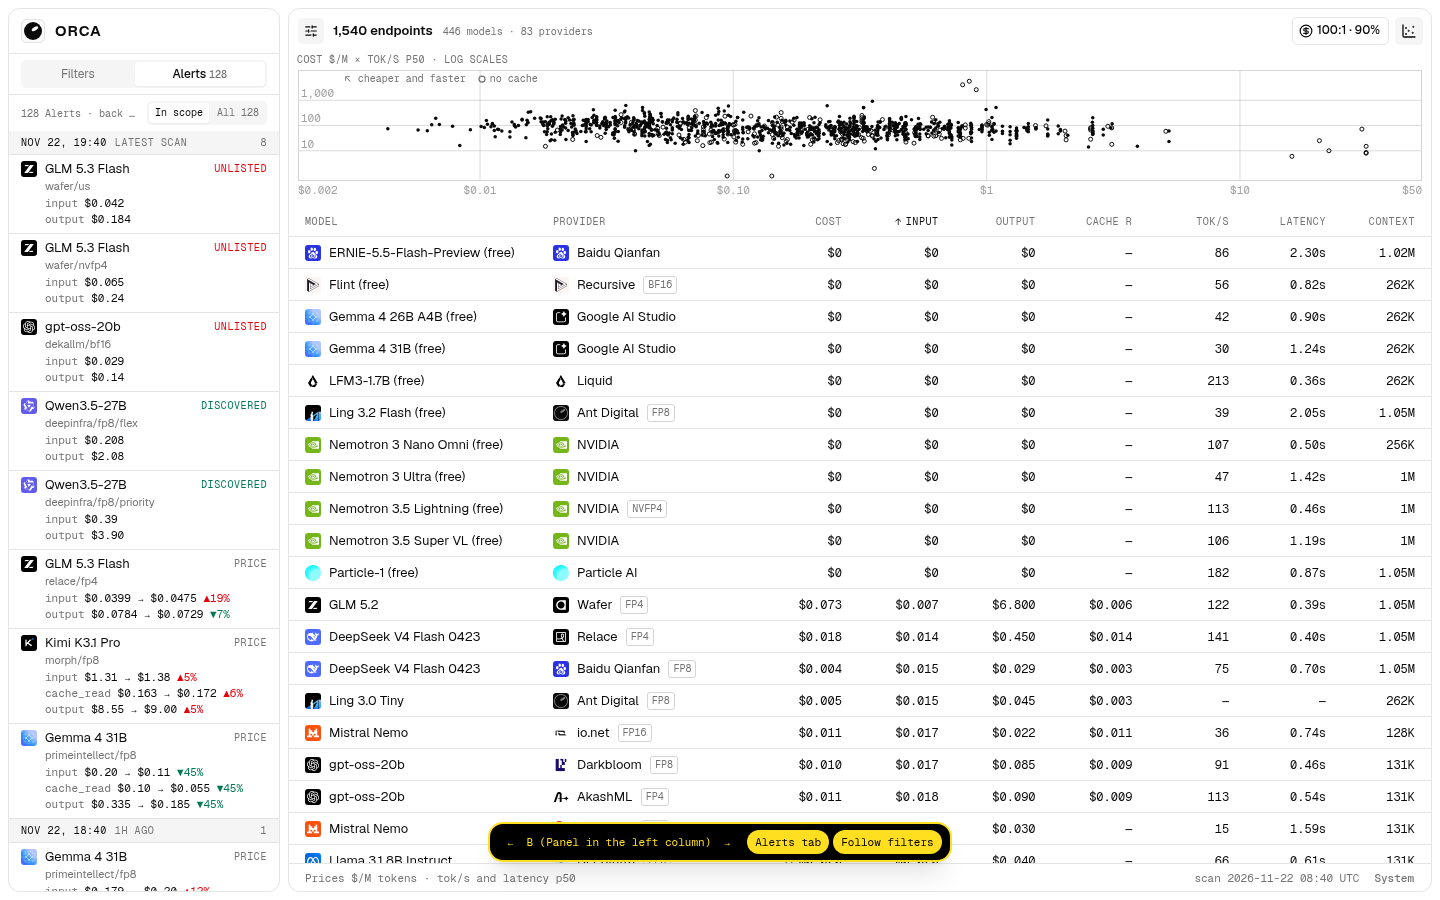 ORCA
Filters
Alerts 128
128 Alerts · back …
In scope
All 128
NOV 22, 19:40 LATEST SCAN 8
GLM 5.3 Flash UNLISTED
wafer/us
input $0.042
output $0.184
GLM 5.3 Flash UNLISTED
wafer/nvfp4
input $0.065
output $0.24
gpt-oss-20b UNLISTED
dekallm/bf16
input $0.029
output $0.14
Qwen3.5-27B DISCOVERED
deepinfra/fp8/flex
input $0.208
output $2.08
Qwen3.5-27B DISCOVERED
deepinfra/fp8/priority
input $0.39
output $3.90
GLM 5.3 Flash PRICE
relace/fp4
input $0.0399 → $0.0475 ▲19%
output $0.0784 → $0.0729 ▼7%
Kimi K3.1 Pro PRICE
morph/fp8
input $1.31 → $1.38 ▲5%
cache_read $0.163 → $0.172 ▲6%
output $8.55 → $9.00 ▲5%
Gemma 4 31B PRICE
primeintellect/fp8
input $0.20 → $0.11 ▼45%
cache_read $0.10 → $0.055 ▼45%
output $0.335 → $0.185 ▼45%
NOV 22, 18:40 1H AGO 1
Gemma 4 31B PRICE
primeintellect/fp8
input $0.179 → $0.20 ▲12%
1,540 endpoints 446 models · 83 providers
100:1 · 90%
COST $/M × TOK/S P50 · LOG SCALES
↖ cheaper and faster no cache
1,000
100
10
$0.002 $0.01 $0.10 $1 $10 $50
MODEL PROVIDER COST ↑ INPUT OUTPUT CACHE R TOK/S LATENCY CONTEXT
ERNIE-5.5-Flash-Preview (free) Baidu Qianfan $0 $0 $0 — 86 2.30s 1.02M
Flint (free) Recursive BF16 $0 $0 $0 — 56 0.82s 262K
Gemma 4 26B A4B (free) Google AI Studio $0 $0 $0 — 42 0.90s 262K
Gemma 4 31B (free) Google AI Studio $0 $0 $0 — 30 1.24s 262K
LFM3-1.7B (free) Liquid $0 $0 $0 — 213 0.36s 262K
Ling 3.2 Flash (free) Ant Digital FP8 $0 $0 $0 — 39 2.05s 1.05M
Nemotron 3 Nano Omni (free) NVIDIA $0 $0 $0 — 107 0.50s 256K
Nemotron 3 Ultra (free) NVIDIA $0 $0 $0 — 47 1.42s 1M
Nemotron 3.5 Lightning (free) NVIDIA NVFP4 $0 $0 $0 — 113 0.46s 1M
Nemotron 3.5 Super VL (free) NVIDIA $0 $0 $0 — 106 1.19s 1M
Particle-1 (free) Particle AI $0 $0 $0 — 182 0.87s 1.05M
GLM 5.2 Wafer FP4 $0.073 $0.007 $6.800 $0.006 122 0.39s 1.05M
DeepSeek V4 Flash 0423 Relace FP4 $0.018 $0.014 $0.450 $0.014 141 0.40s 1.05M
DeepSeek V4 Flash 0423 Baidu Qianfan FP8 $0.004 $0.015 $0.029 $0.003 75 0.70s 1.05M
Ling 3.0 Tiny Ant Digital FP8 $0.005 $0.015 $0.045 $0.003 — — 262K
Mistral Nemo io.net FP16 $0.011 $0.017 $0.022 $0.011 36 0.74s 128K
gpt-oss-20b Darkbloom FP8 $0.010 $0.017 $0.085 $0.009 91 0.46s 131K
gpt-oss-20b AkashML FP4 $0.011 $0.018 $0.090 $0.009 113 0.54s 131K
Mistral Nemo $0.030 — 15 1.59s 131K
Llama 3.1 8B Instruct $0.040 — 66 0.61s 131K
← B (Panel in the left column) → Alerts tab Follow filters
Prices $/M tokens · tok/s and latency p50
scan 2026-11-22 08:40 UTC System